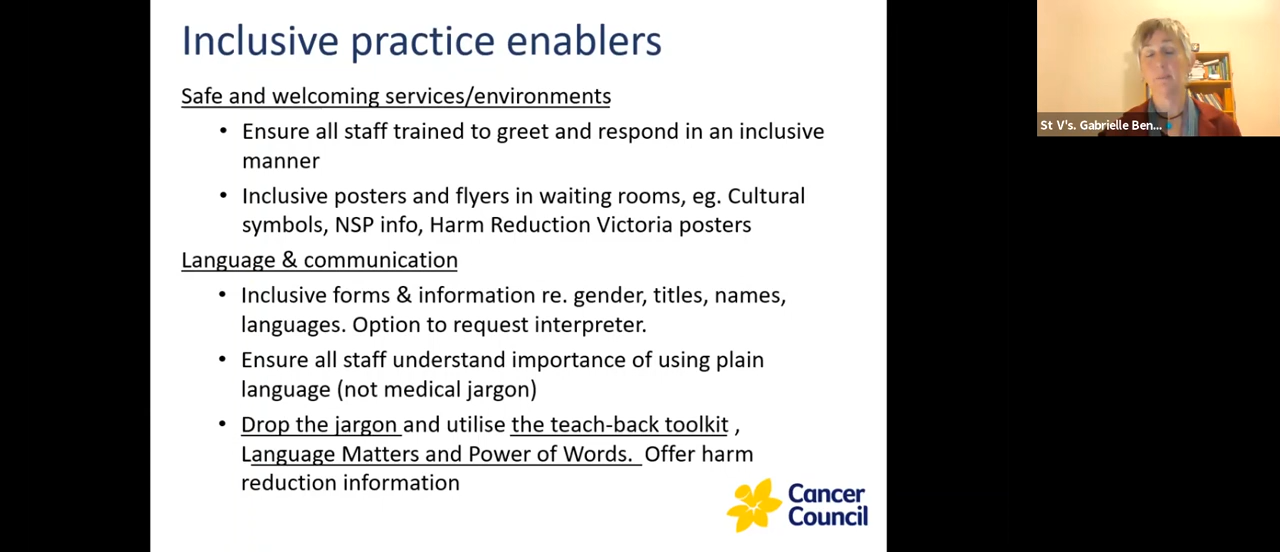 Inclusive practice enablers
Safe and welcoming services/environments
• Ensure all staff trained to greet and respond in an inclusive
manner
• Inclusive posters and flyers in waiting rooms, eg. Cultural
symbols, NSP info, Harm Reduction Victoria posters
Language & communication
• Inclusive forms & information re. gender, titles, names,
languages. Option to request interpreter.
• Ensure all staff understand importance of using plain
language (not medical jargon)
• Drop the jargon and utilise the teach-back toolkit ,
Language Matters and Power of Words. Offer harm
reduction information
Cancer
Council
St V's. Gabrielle Ben...